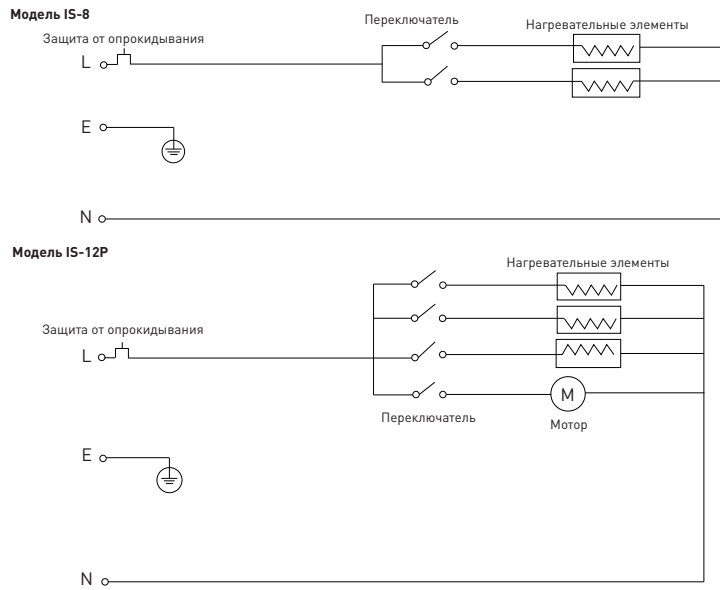 Модель IS-8
Переключатель
Нагревательные элементы
Защита от опрокидывания
L
E
N
Модель IS-12P
Нагревательные элементы
Защита от опрокидывания
L
M
Переключатель
Мотор
E
N